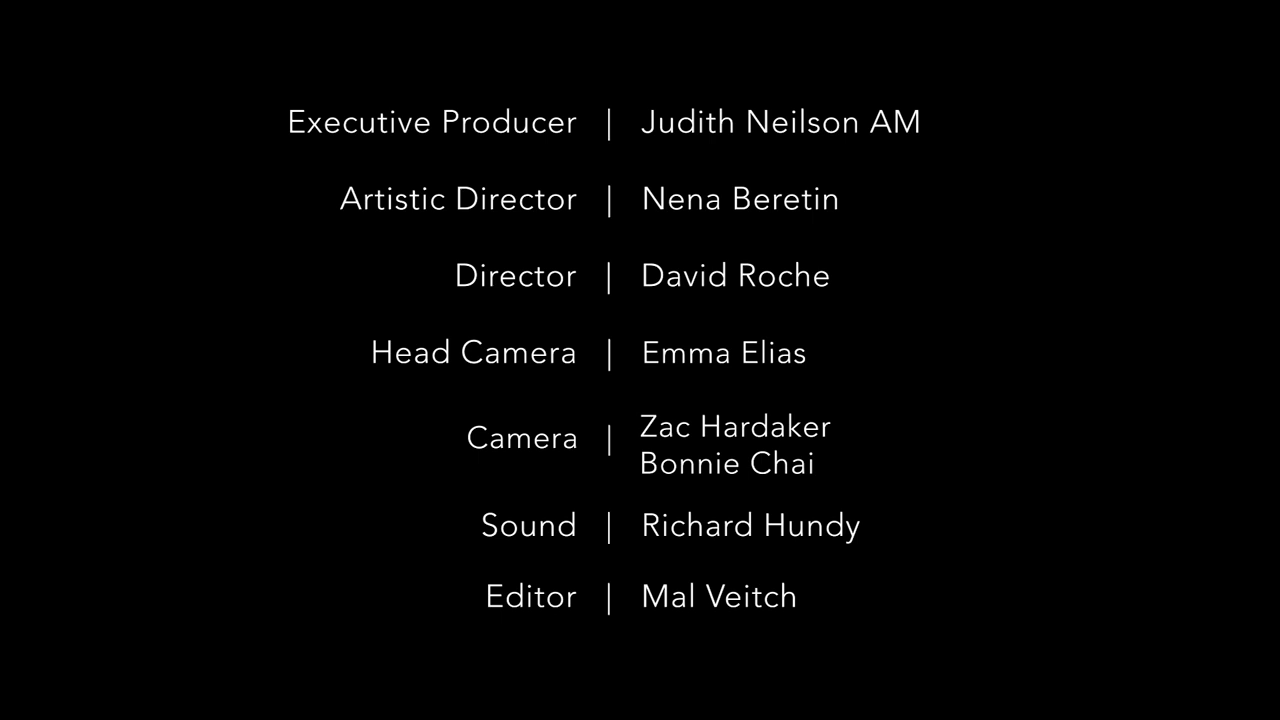 Executive Producer | Judith Neilson AM
Artistic Director | Nena Beretin
Director | David Roche
Head Camera | Emma Elias
Camera | Zac Hardaker
Bonnie Chai
Sound | Richard Hundy
Editor | Mal Veitch